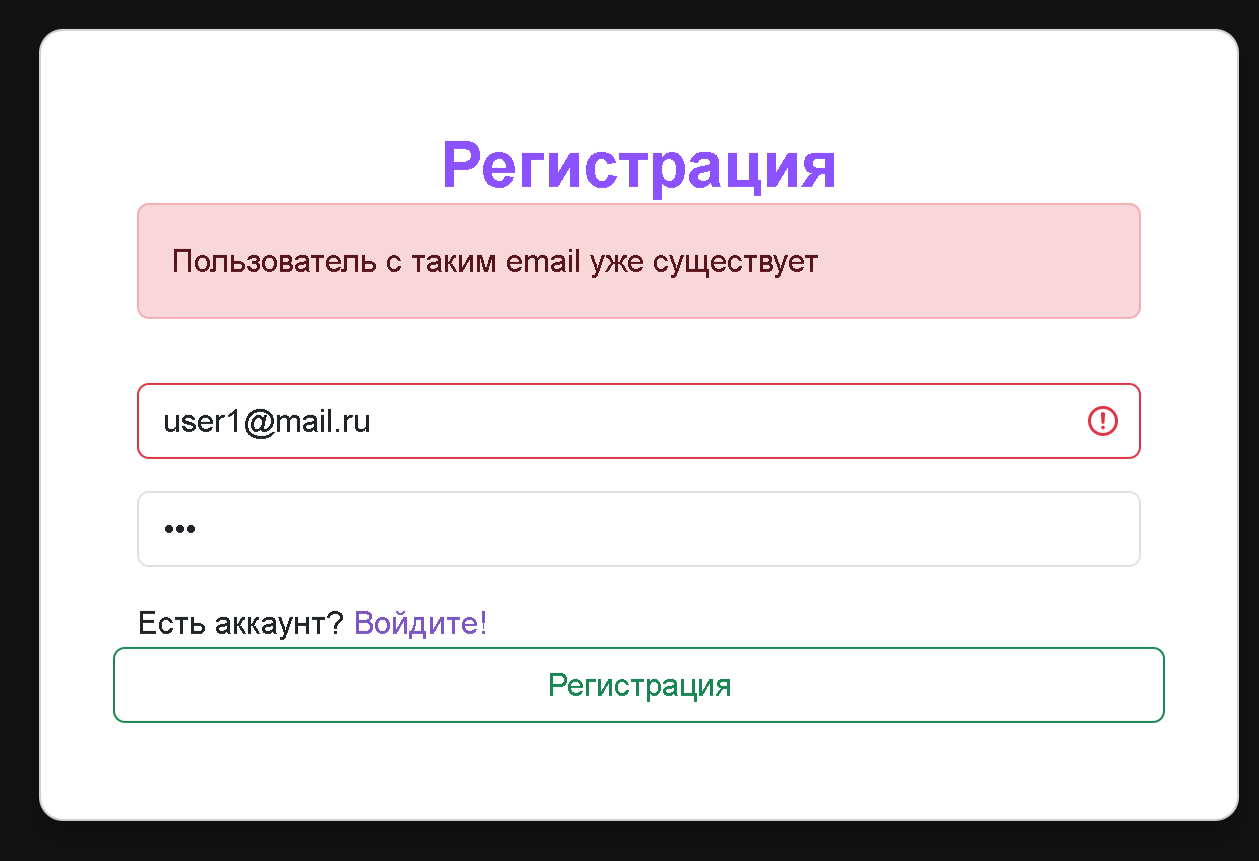 Регистрация
Пользователь с таким email уже существует
user1@mail.ru
•••
Есть аккаунт? Войдите!
Регистрация